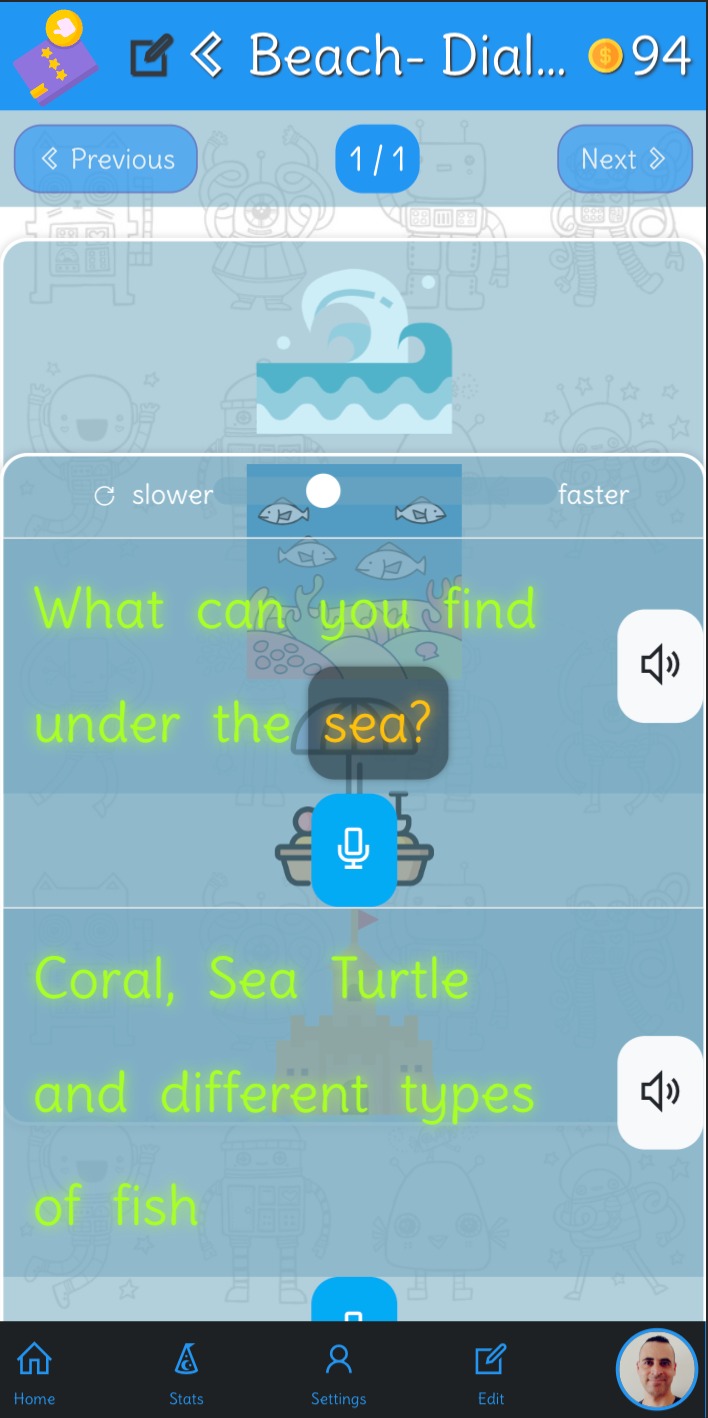 Beach- Dial... 94
Previous 1 / 1 Next
slower faster
What can you find
under the sea?
Coral, Sea Turtle
and different types
of fish
Home Stats Settings Edit